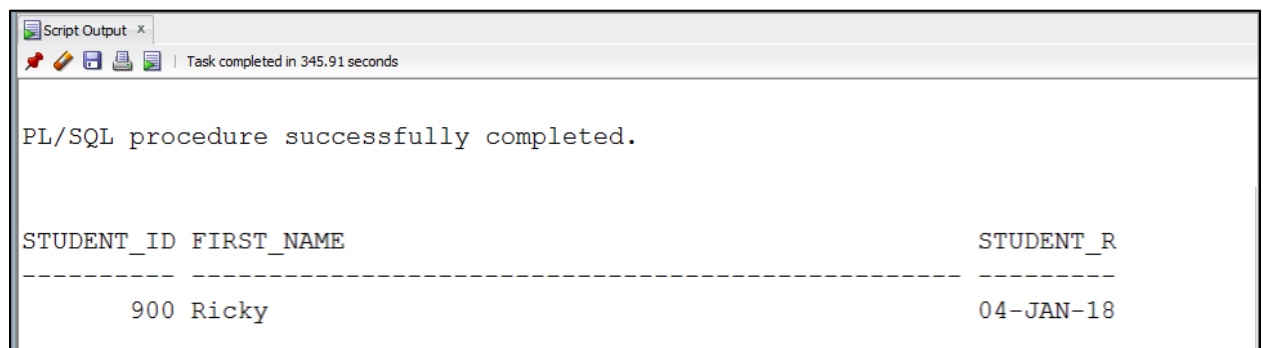 Script Output x
Task completed in 345.91 seconds
PL/SQL procedure successfully completed.
STUDENT_ID FIRST_NAME                                         STUDENT_R
---------- -------------------------------------------------- ---------
       900 Ricky                                              04-JAN-18